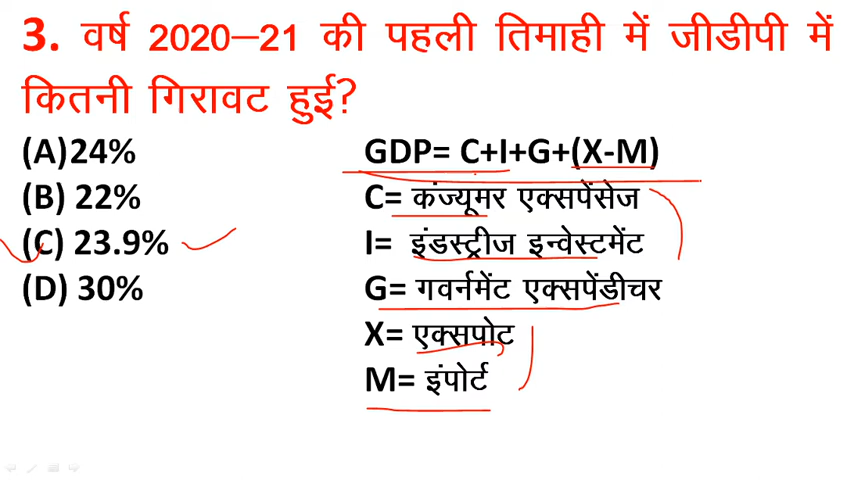 3. वर्ष 2020–21 की पहली तिमाही में जीडीपी में
कितनी गिरावट हुई?
(A)24%
(B) 22%
(C) 23.9%
(D) 30%
GDP= C+I+G+(X-M)
C= कंज्यूमर एक्सपेंसेज
I= इंडस्ट्रीज इन्वेस्टमेंट
G= गवर्नमेंट एक्सपेंडीचर
X= एक्सपोट
M= इंपोर्ट